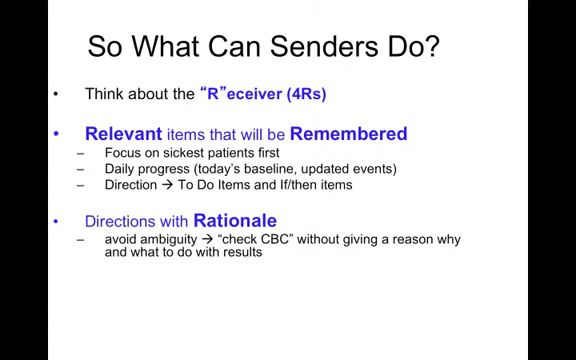 So What Can Senders Do?
• Think about the “R”eceiver (4Rs)
• Relevant items that will be Remembered
– Focus on sickest patients first
– Daily progress (today's baseline, updated events)
– Direction → To Do Items and If/then items
• Directions with Rationale
– avoid ambiguity → “check CBC” without giving a reason why
and what to do with results